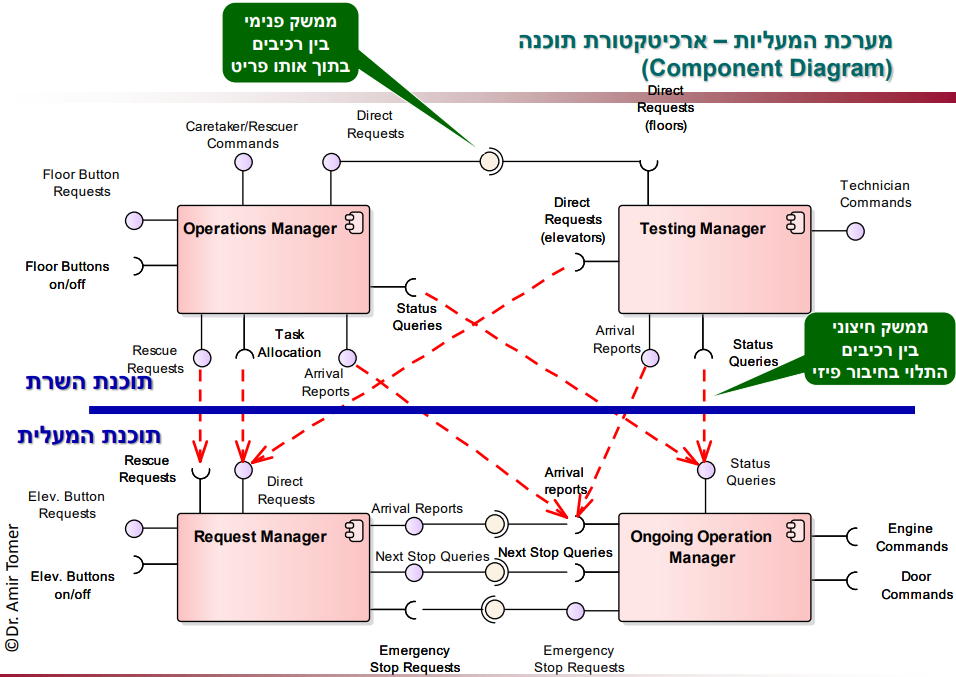 ממשק פנימי
בין רכיבים
בתוך אותו פריט
מערכת המעליות – ארכיטקטורת תוכנה
(Component Diagram)
Direct
Requests
(floors)
Caretaker/Rescuer
Commands
Direct
Requests
Floor Button
Requests
Technician
Commands
Direct
Requests
(elevators)
Operations Manager
Testing Manager
Floor Buttons
on/off
Status
Queries
ממשק חיצוני
בין רכיבים
התלוי בחיבור פיזי
Rescue
Requests
Task
Allocation
Arrival
Reports
Arrival
Reports
Status
Queries
תוכנת השרת
תוכנת המעלית
Rescue
Requests
Direct
Requests
Arrival
reports
Status
Queries
Elev. Button
Requests
Arrival Reports
Request Manager
Ongoing Operation
Manager
Engine
Commands
Next Stop Queries
Next Stop Queries
Elev. Buttons
on/off
Door
Commands
Emergency
Stop Requests
Emergency
Stop Requests
©Dr. Amir Tomer